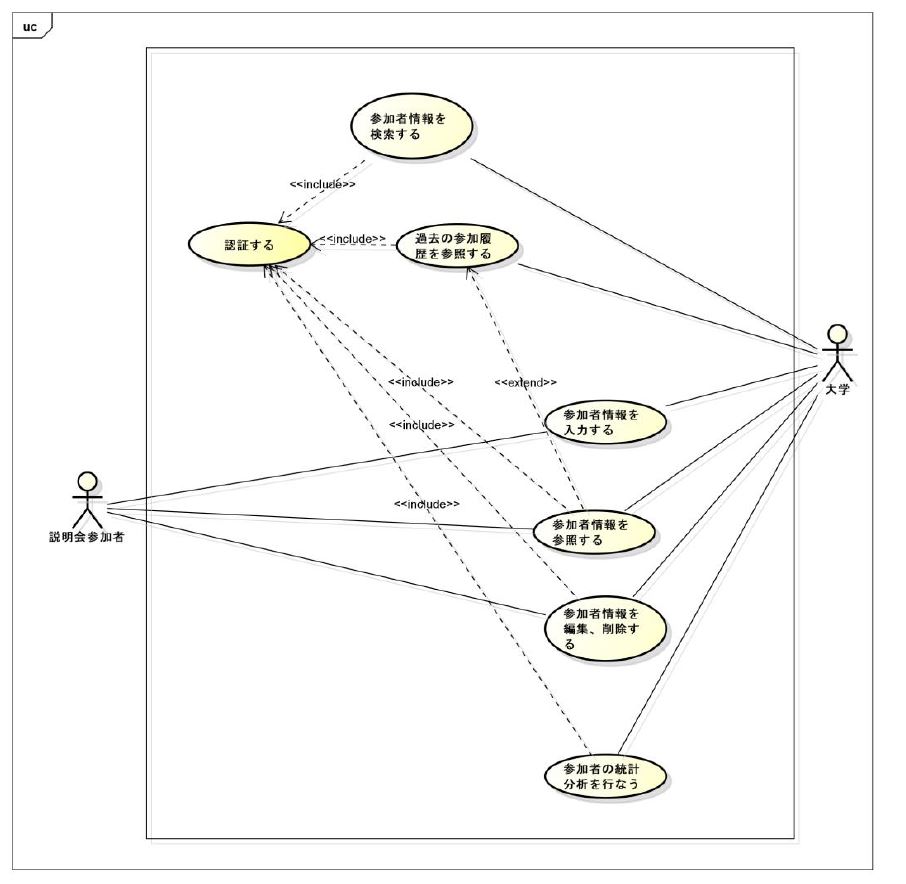 uc
参加者情報を
検索する
<<include>>
認証する
<<include>>
過去の参加履
歴を参照する
大学
<<include>>
<<extend>>
参加者情報を
入力する
<<include>>
<<include>>
説明会参加者
参加者情報を
参照する
参加者情報を
編集、削除す
る
参加者の統計
分析を行なう